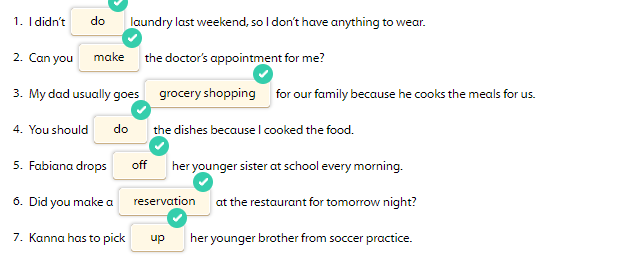 1. I didn't do laundry last weekend, so I don't have anything to wear.
2. Can you make the doctor's appointment for me?
3. My dad usually goes grocery shopping for our family because he cooks the meals for us.
4. You should do the dishes because I cooked the food.
5. Fabiana drops off her younger sister at school every morning.
6. Did you make a reservation at the restaurant for tomorrow night?
7. Kanna has to pick up her younger brother from soccer practice.